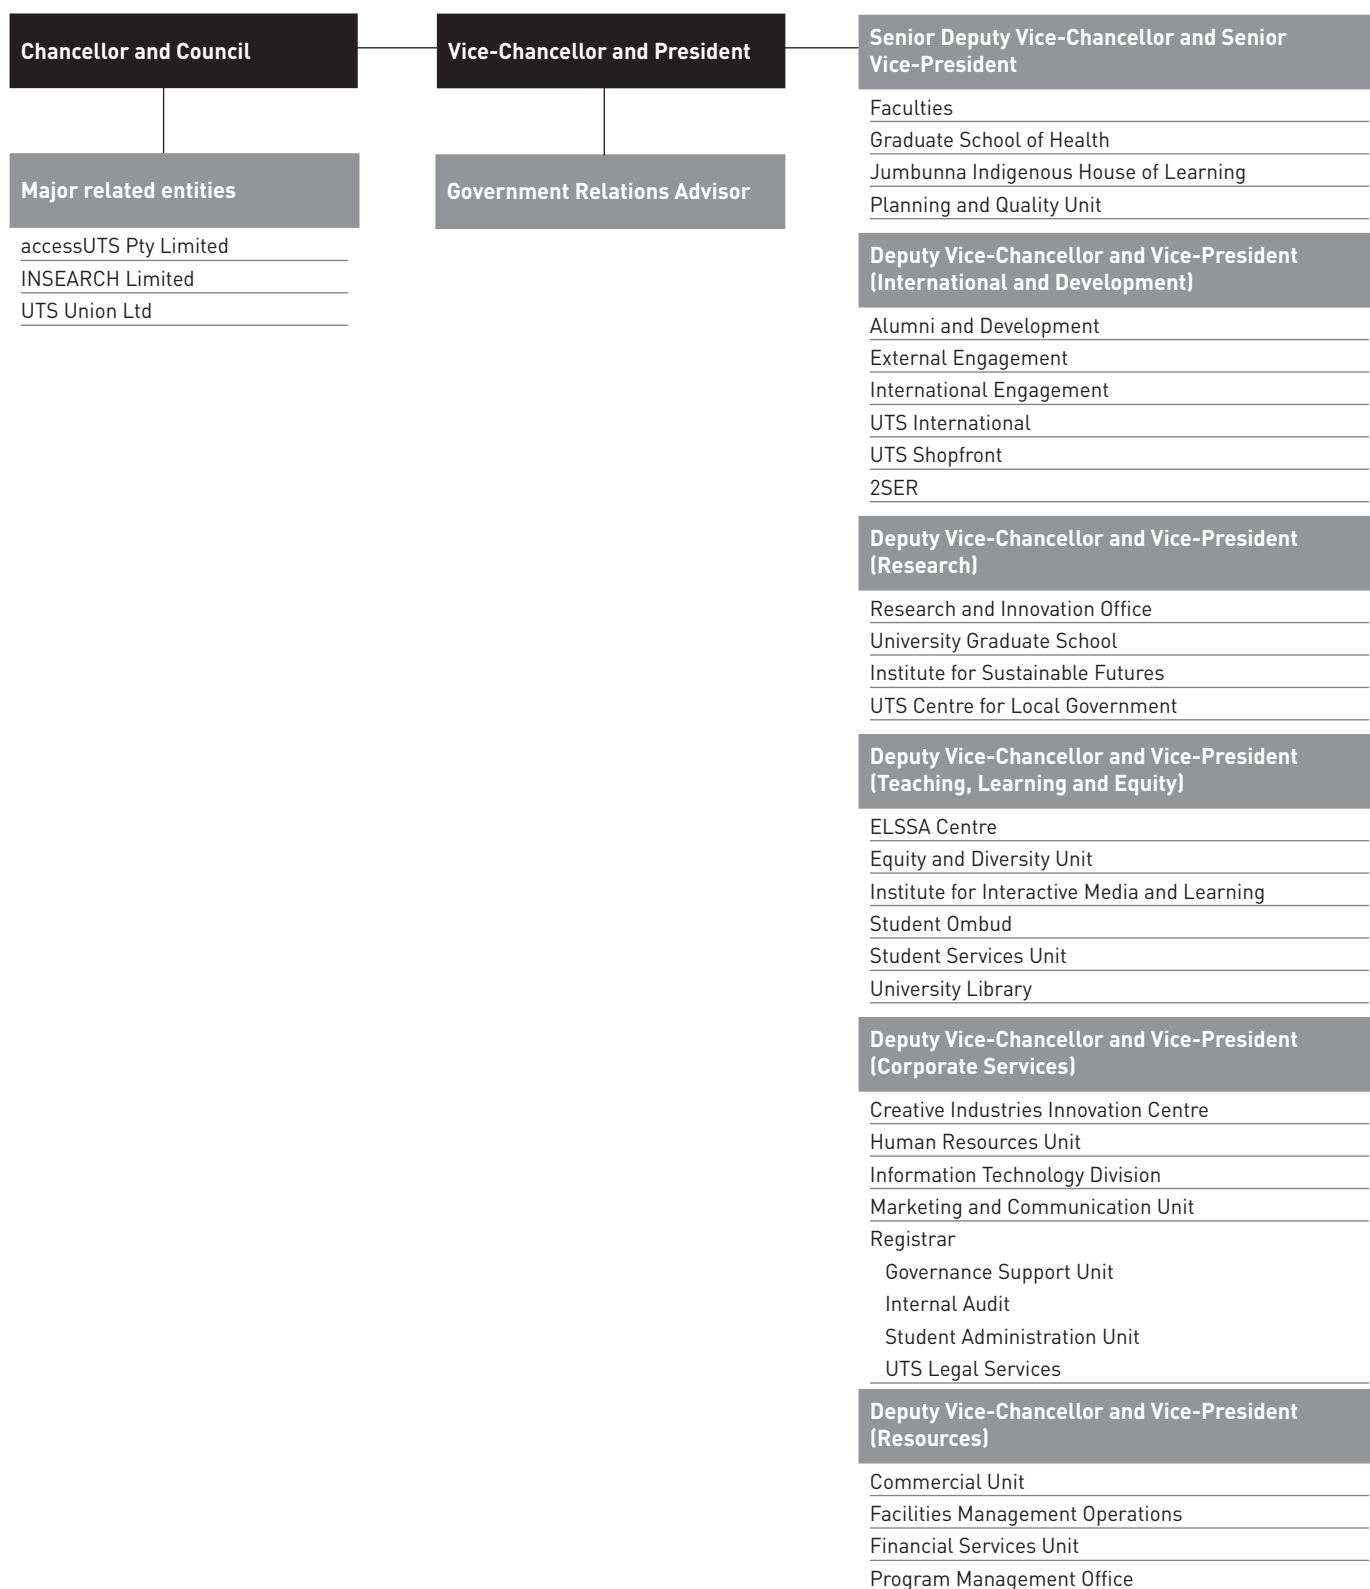 Chancellor and Council
Major related entities
accessUTS Pty Limited
INSEARCH Limited
UTS Union Ltd
Vice-Chancellor and President
Government Relations Advisor
Senior Deputy Vice-Chancellor and Senior
Vice-President
Faculties
Graduate School of Health
Jumbunna Indigenous House of Learning
Planning and Quality Unit
Deputy Vice-Chancellor and Vice-President
(International and Development)
Alumni and Development
External Engagement
International Engagement
UTS International
UTS Shopfront
2SER
Deputy Vice-Chancellor and Vice-President
(Research)
Research and Innovation Office
University Graduate School
Institute for Sustainable Futures
UTS Centre for Local Government
Deputy Vice-Chancellor and Vice-President
(Teaching, Learning and Equity)
ELSSA Centre
Equity and Diversity Unit
Institute for Interactive Media and Learning
Student Ombud
Student Services Unit
University Library
Deputy Vice-Chancellor and Vice-President
(Corporate Services)
Creative Industries Innovation Centre
Human Resources Unit
Information Technology Division
Marketing and Communication Unit
Registrar
Governance Support Unit
Internal Audit
Student Administration Unit
UTS Legal Services
Deputy Vice-Chancellor and Vice-President
(Resources)
Commercial Unit
Facilities Management Operations
Financial Services Unit
Program Management Office